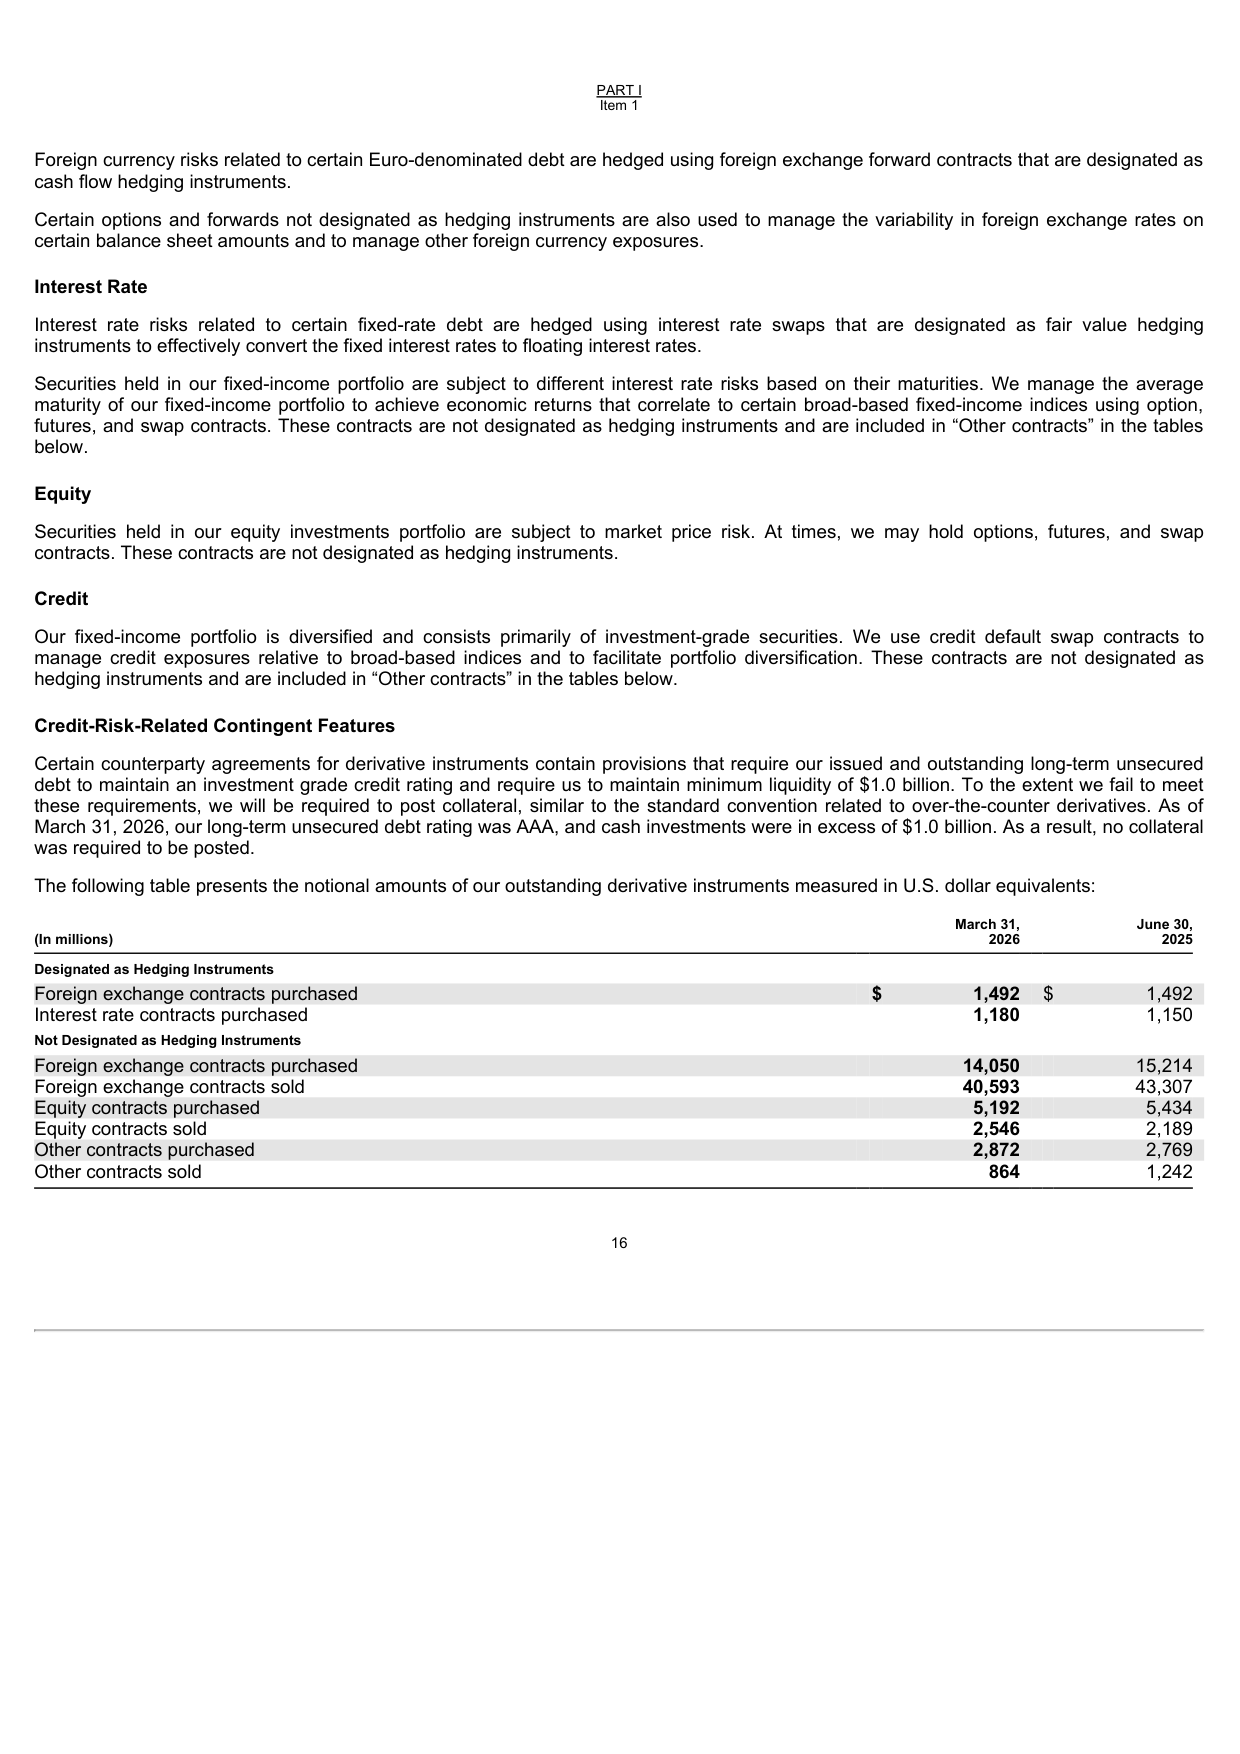 PART I
Item 1
Foreign currency risks related to certain Euro-denominated debt are hedged using foreign exchange forward contracts that are designated as
cash flow hedging instruments.
Certain options and forwards not designated as hedging instruments are also used to manage the variability in foreign exchange rates on
certain balance sheet amounts and to manage other foreign currency exposures.
Interest Rate
Interest rate risks related to certain fixed-rate debt are hedged using interest rate swaps that are designated as fair value hedging
instruments to effectively convert the fixed interest rates to floating interest rates.
Securities held in our fixed-income portfolio are subject to different interest rate risks based on their maturities. We manage the average
maturity of our fixed-income portfolio to achieve economic returns that correlate to certain broad-based fixed-income indices using option,
futures, and swap contracts. These contracts are not designated as hedging instruments and are included in “Other contracts” in the tables
below.
Equity
Securities held in our equity investments portfolio are subject to market price risk. At times, we may hold options, futures, and swap
contracts. These contracts are not designated as hedging instruments.
Credit
Our fixed-income portfolio is diversified and consists primarily of investment-grade securities. We use credit default swap contracts to
manage credit exposures relative to broad-based indices and to facilitate portfolio diversification. These contracts are not designated as
hedging instruments and are included in “Other contracts” in the tables below.
Credit-Risk-Related Contingent Features
Certain counterparty agreements for derivative instruments contain provisions that require our issued and outstanding long-term unsecured
debt to maintain an investment grade credit rating and require us to maintain minimum liquidity of $1.0 billion. To the extent we fail to meet
these requirements, we will be required to post collateral, similar to the standard convention related to over-the-counter derivatives. As of
March 31, 2026, our long-term unsecured debt rating was AAA, and cash investments were in excess of $1.0 billion. As a result, no collateral
was required to be posted.
The following table presents the notional amounts of our outstanding derivative instruments measured in U.S. dollar equivalents:
March 31, June 30,
(In millions) 2026 2025
Designated as Hedging Instruments
Foreign exchange contracts purchased $ 1,492 $ 1,492
Interest rate contracts purchased 1,180 1,150
Not Designated as Hedging Instruments
Foreign exchange contracts purchased 14,050 15,214
Foreign exchange contracts sold 40,593 43,307
Equity contracts purchased 5,192 5,434
Equity contracts sold 2,546 2,189
Other contracts purchased 2,872 2,769
Other contracts sold 864 1,242
16